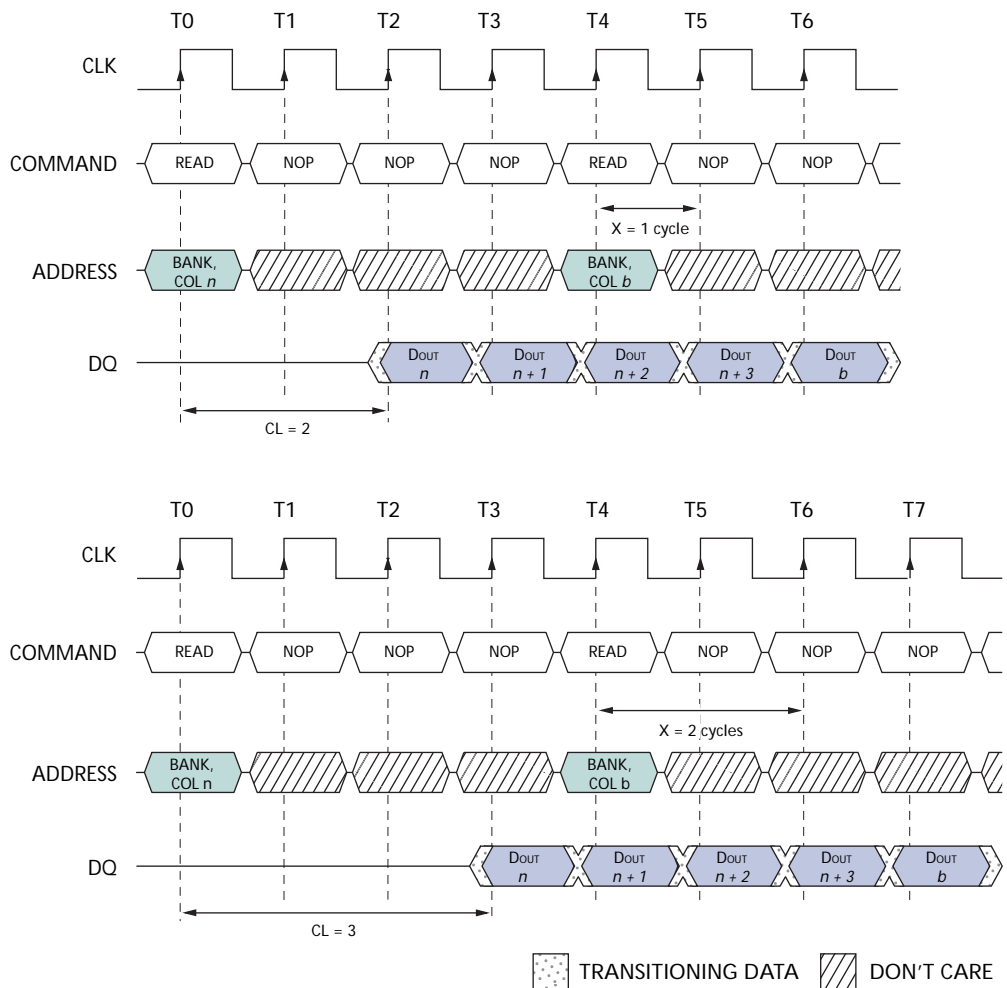 T0 T1 T2 T3 T4 T5 T6
CLK
COMMAND READ NOP NOP NOP READ NOP NOP
X = 1 cycle
ADDRESS
BANK,
COL n
BANK,
COL b
DQ
DOUT
n
DOUT
n + 1
DOUT
n + 2
DOUT
n + 3
DOUT
b
CL = 2
T0 T1 T2 T3 T4 T5 T6 T7
CLK
COMMAND READ NOP NOP NOP READ NOP NOP NOP
X = 2 cycles
ADDRESS
BANK,
COL n
BANK,
COL b
DQ
DOUT
n
DOUT
n + 1
DOUT
n + 2
DOUT
n + 3
DOUT
b
CL = 3
TRANSITIONING DATA DON'T CARE